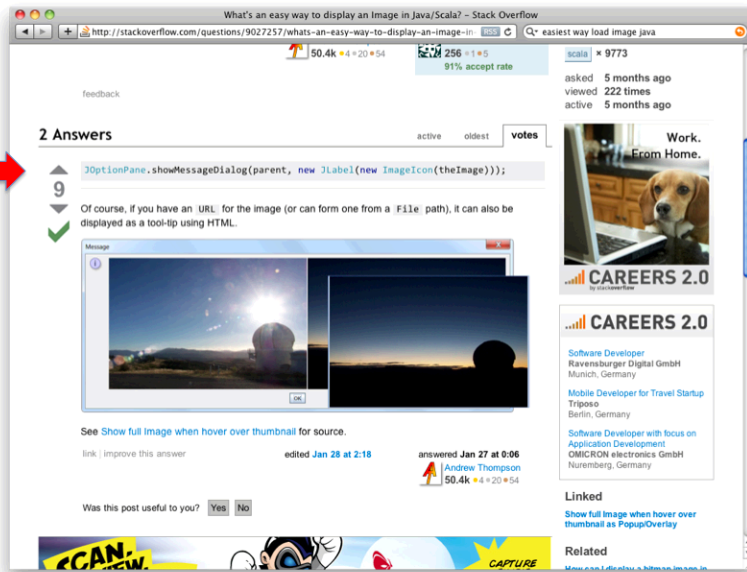 What's an easy way to display an Image in Java/Scala? – Stack Overflow
http://stackoverflow.com/questions/9027257/whats-an-easy-way-to-display-an-image-in- RSS
easiest way load image java
50.4k 4 20 54
256 1 5
91% accept rate
scala × 9773
asked 5 months ago
viewed 222 times
active 5 months ago
feedback
2 Answers
active oldest votes
9
JOptionPane.showMessageDialog(parent, new JLabel(new ImageIcon(theImage)));
Of course, if you have an URL for the image (or can form one from a File path), it can also be
displayed as a tool-tip using HTML.
Message
OK
See Show full Image when hover over thumbnail for source.
link | improve this answer
edited Jan 28 at 2:18
answered Jan 27 at 0:06
Andrew Thompson
50.4k 4 20 54
Was this post useful to you? Yes No
SCAN.
CAPTURE
Work.
From Home.
CAREERS 2.0
by stackoverflow
CAREERS 2.0
Software Developer
Ravensburger Digital GmbH
Munich, Germany
Mobile Developer for Travel Startup
Triposo
Berlin, Germany
Software Developer with focus on
Application Development
OMICRON electronics GmbH
Nuremberg, Germany
Linked
Show full Image when hover over
thumbnail as Popup/Overlay
Related
How can I display a bitmap image in